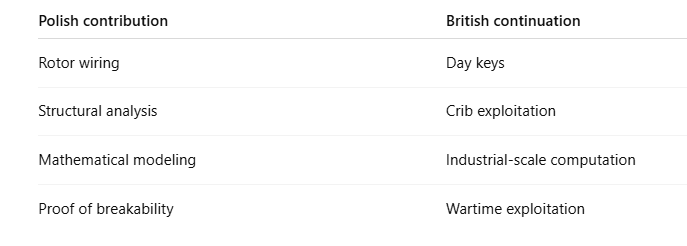 Polish contribution British continuation
Rotor wiring Day keys
Structural analysis Crib exploitation
Mathematical modeling Industrial-scale computation
Proof of breakability Wartime exploitation